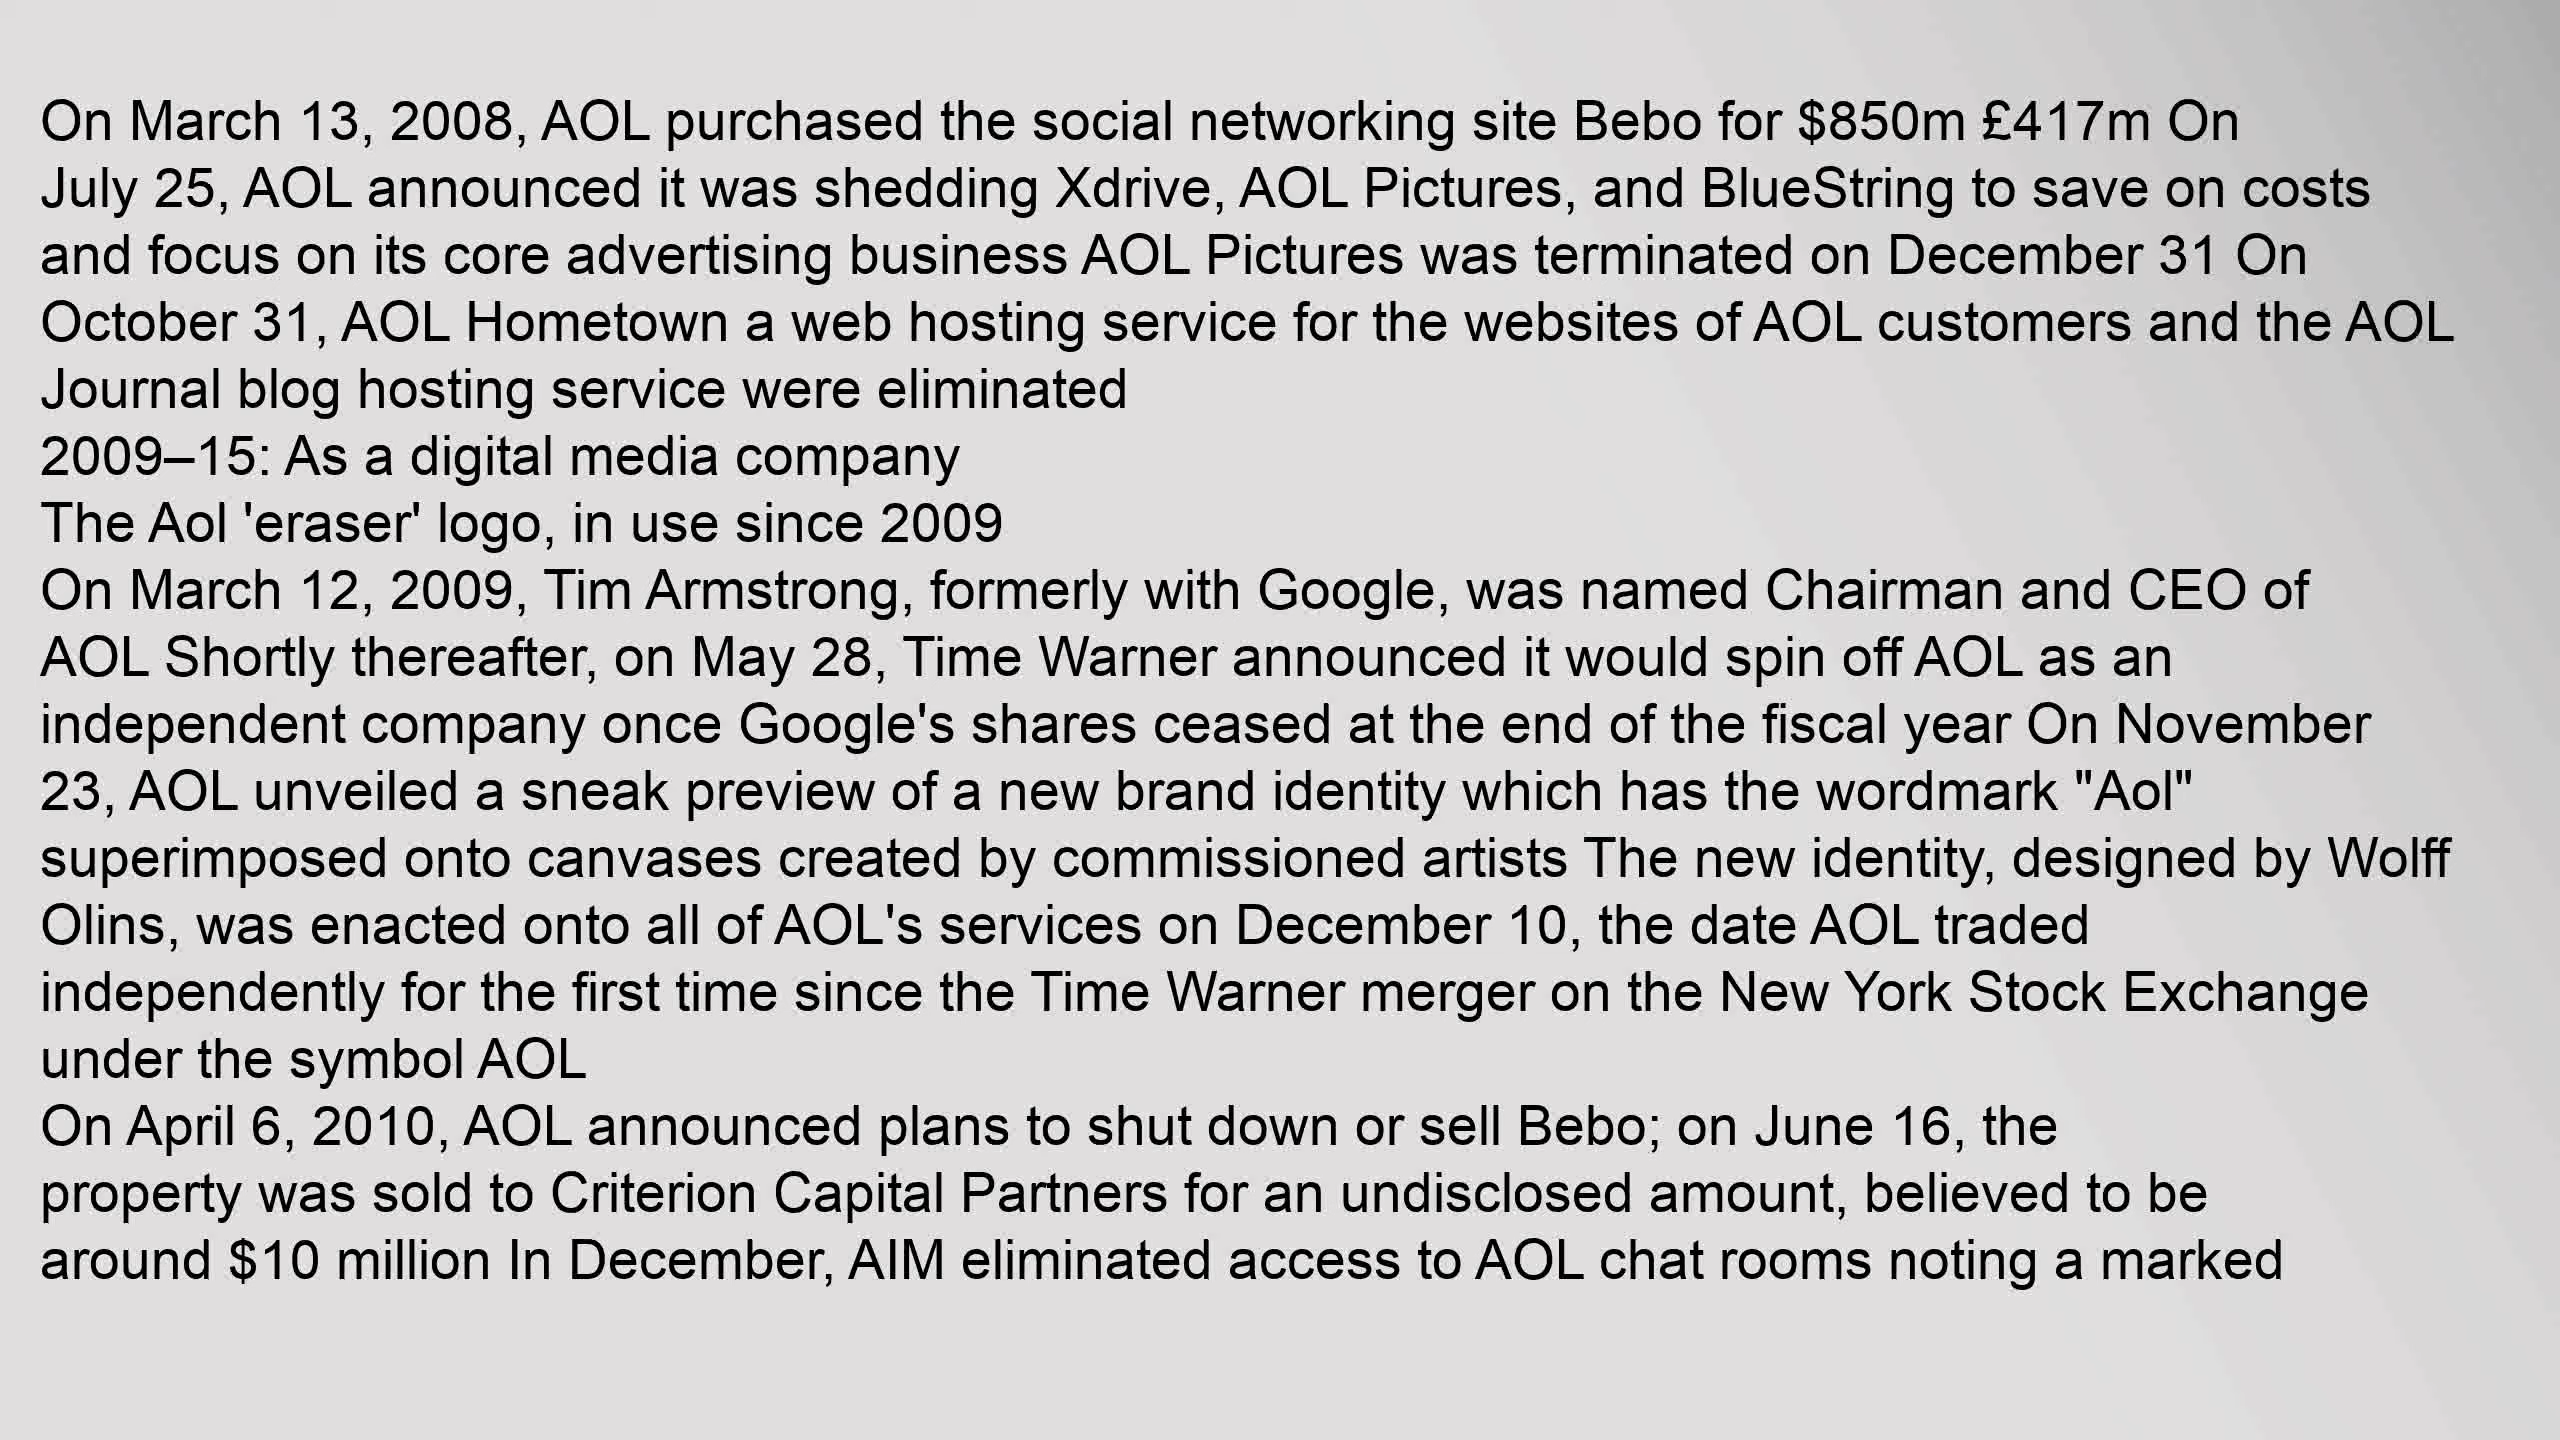 On March 13, 2008, AOL purchased the social networking site Bebo for $850m £417m On
July 25, AOL announced it was shedding Xdrive, AOL Pictures, and BlueString to save on costs
and focus on its core advertising business AOL Pictures was terminated on December 31 On
October 31, AOL Hometown a web hosting service for the websites of AOL customers and the AOL
Journal blog hosting service were eliminated
2009–15: As a digital media company
The Aol 'eraser' logo, in use since 2009
On March 12, 2009, Tim Armstrong, formerly with Google, was named Chairman and CEO of
AOL Shortly thereafter, on May 28, Time Warner announced it would spin off AOL as an
independent company once Google's shares ceased at the end of the fiscal year On November
23, AOL unveiled a sneak preview of a new brand identity which has the wordmark "Aol"
superimposed onto canvases created by commissioned artists The new identity, designed by Wolff
Olins, was enacted onto all of AOL's services on December 10, the date AOL traded
independently for the first time since the Time Warner merger on the New York Stock Exchange
under the symbol AOL
On April 6, 2010, AOL announced plans to shut down or sell Bebo; on June 16, the
property was sold to Criterion Capital Partners for an undisclosed amount, believed to be
around $10 million In December, AIM eliminated access to AOL chat rooms noting a marked